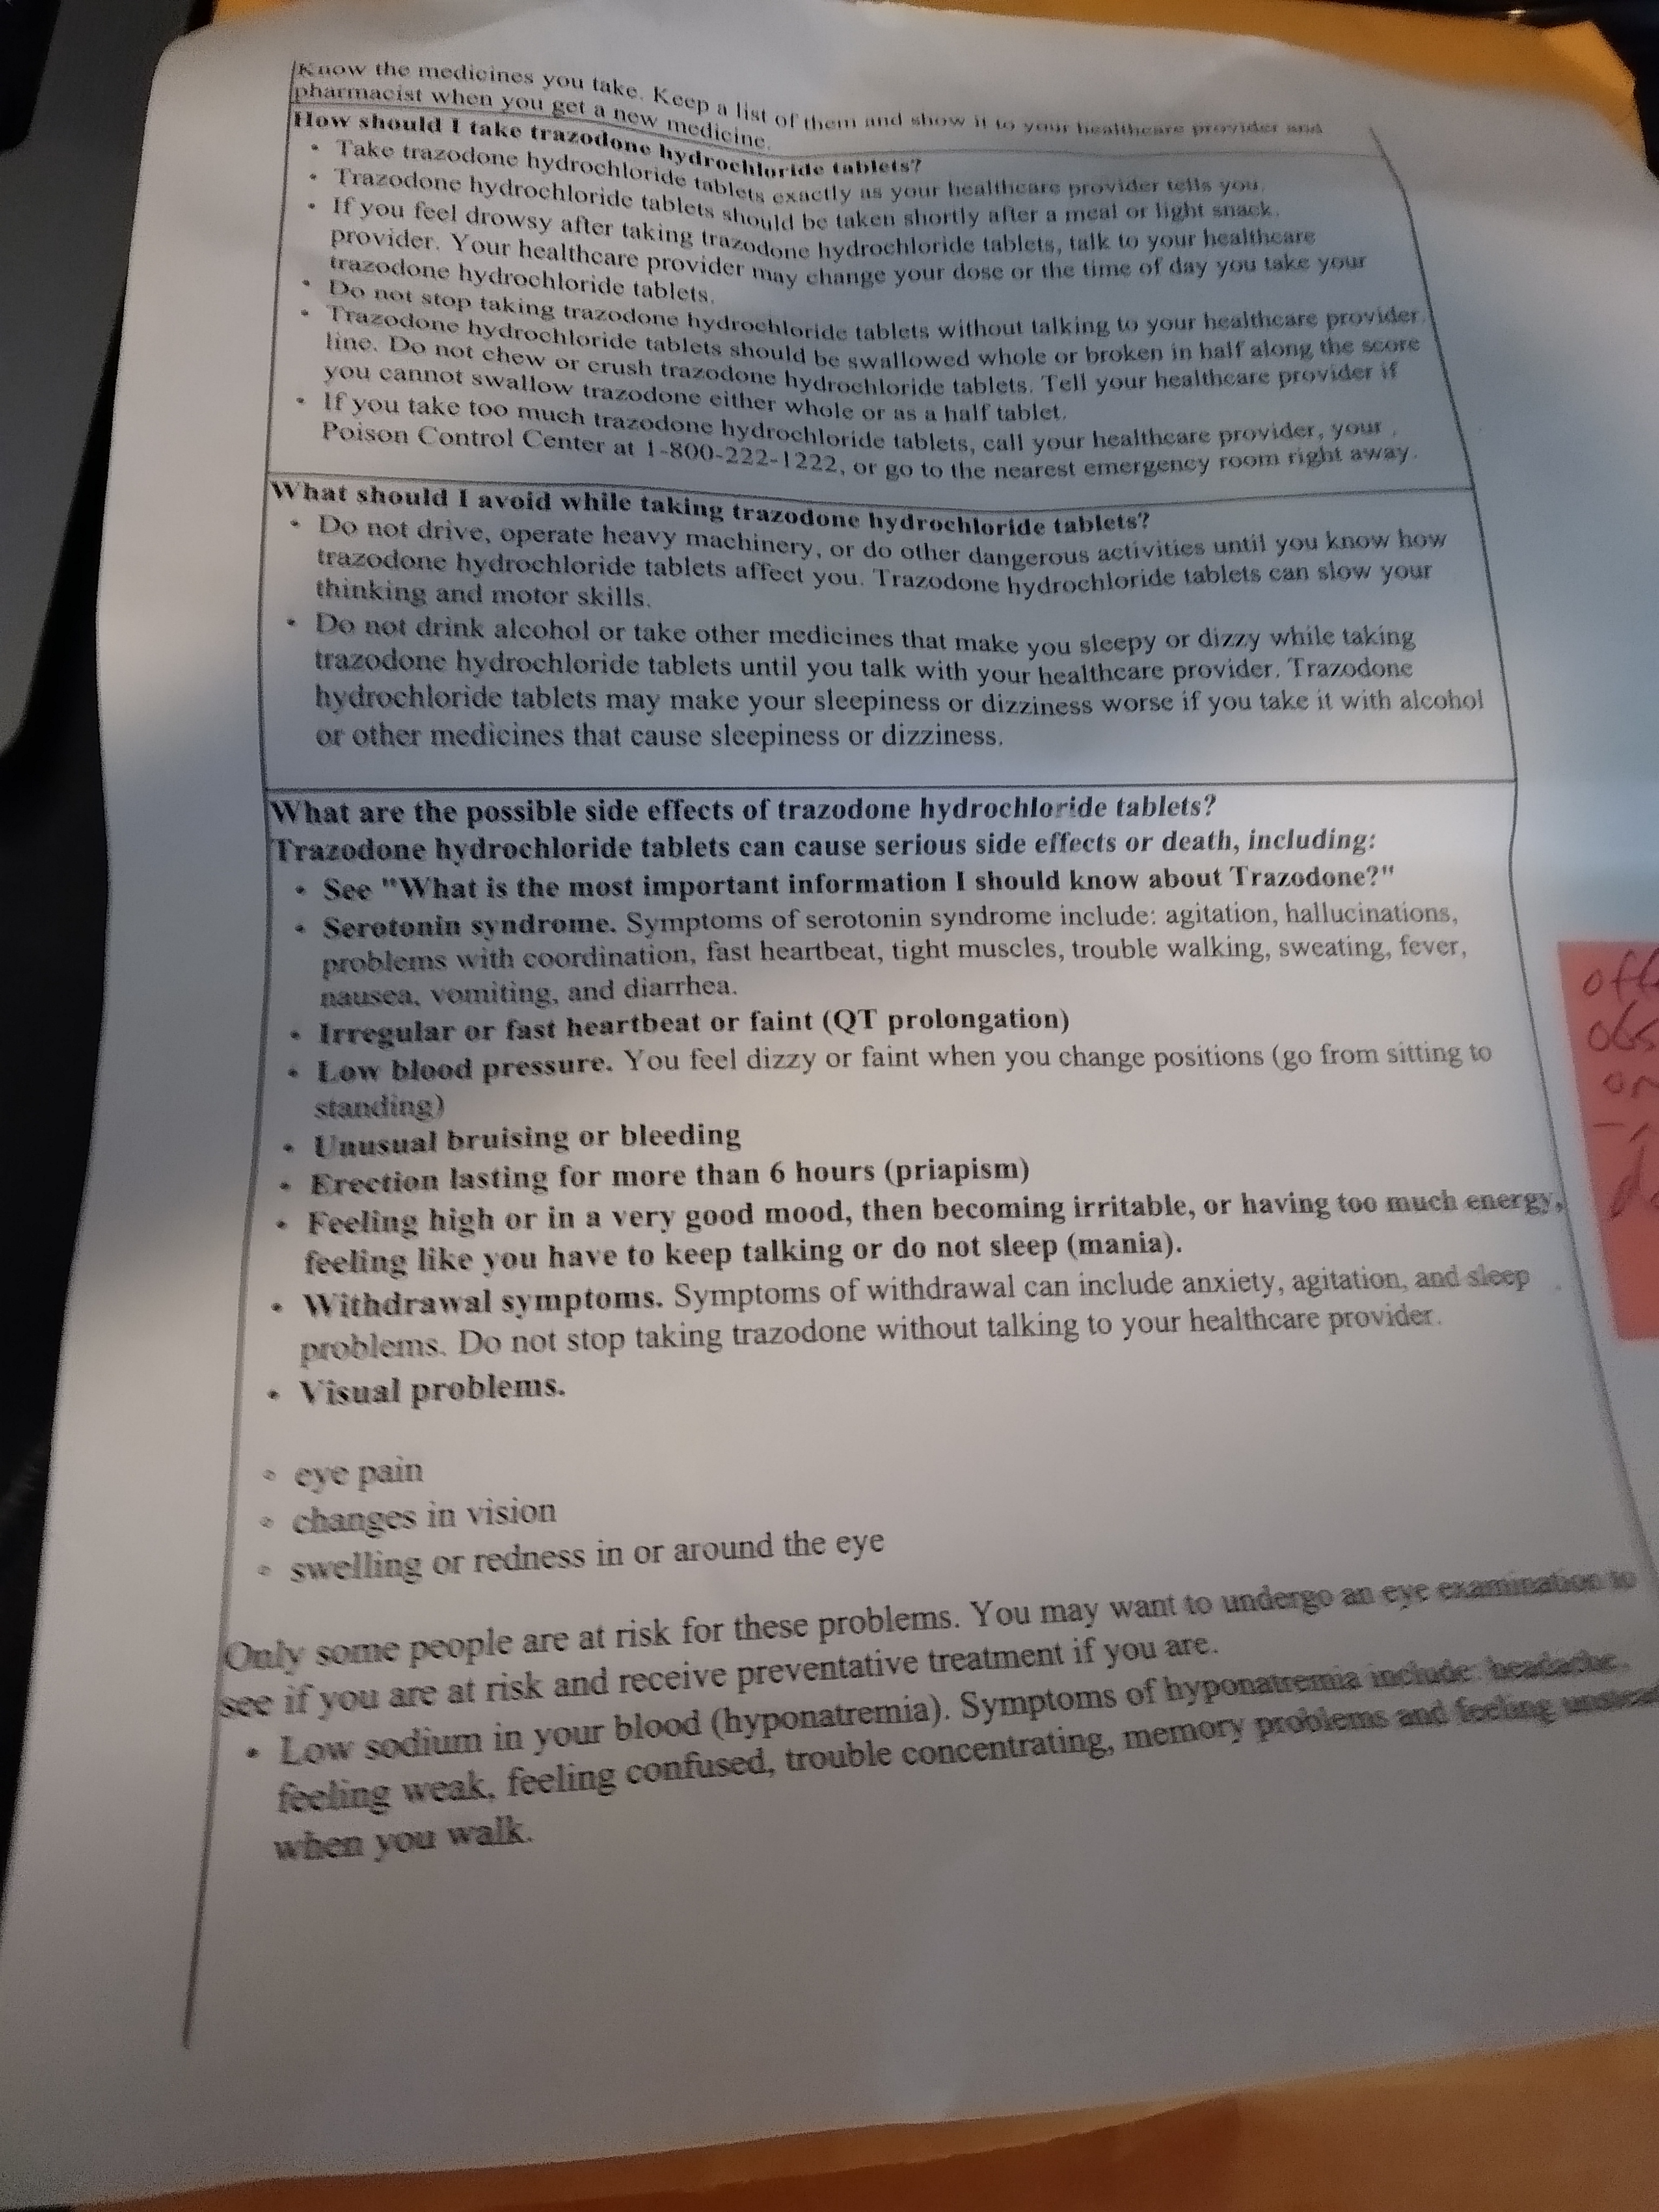 Know the medicines you take. Keep a list of them and show it to your healthcare provider and
pharmacist when you get a new medicine.
How should I take trazodone hydrochloride tablets?
• Take trazodone hydrochloride tablets exactly as your healthcare provider tells you.
• Trazodone hydrochloride tablets should be taken shortly after a meal or light snack.
• If you feel drowsy after taking trazodone hydrochloride tablets, talk to your healthcare
provider. Your healthcare provider may change your dose or the time of day you take your
trazodone hydrochloride tablets.
• Do not stop taking trazodone hydrochloride tablets without talking to your healthcare provider.
• Trazodone hydrochloride tablets should be swallowed whole or broken in half along the score
line. Do not chew or crush trazodone hydrochloride tablets. Tell your healthcare provider if
you cannot swallow trazodone either whole or as a half tablet.
• If you take too much trazodone hydrochloride tablets, call your healthcare provider, your
Poison Control Center at 1-800-222-1222, or go to the nearest emergency room right away.
What should I avoid while taking trazodone hydrochloride tablets?
• Do not drive, operate heavy machinery, or do other dangerous activities until you know how
trazodone hydrochloride tablets affect you. Trazodone hydrochloride tablets can slow your
thinking and motor skills.
• Do not drink alcohol or take other medicines that make you sleepy or dizzy while taking
trazodone hydrochloride tablets until you talk with your healthcare provider. Trazodone
hydrochloride tablets may make your sleepiness or dizziness worse if you take it with alcohol
or other medicines that cause sleepiness or dizziness.
What are the possible side effects of trazodone hydrochloride tablets?
Trazodone hydrochloride tablets can cause serious side effects or death, including:
• See "What is the most important information I should know about Trazodone?"
• Serotonin syndrome. Symptoms of serotonin syndrome include: agitation, hallucinations,
problems with coordination, fast heartbeat, tight muscles, trouble walking, sweating, fever,
nausea, vomiting, and diarrhea.
• Irregular or fast heartbeat or faint (QT prolongation)
• Low blood pressure. You feel dizzy or faint when you change positions (go from sitting to
standing)
• Unusual bruising or bleeding
• Erection lasting for more than 6 hours (priapism)
• Feeling high or in a very good mood, then becoming irritable, or having too much energy,
feeling like you have to keep talking or do not sleep (mania).
• Withdrawal symptoms. Symptoms of withdrawal can include anxiety, agitation, and sleep
problems. Do not stop taking trazodone without talking to your healthcare provider.
• Visual problems.
◦ eye pain
◦ changes in vision
◦ swelling or redness in or around the eye
Only some people are at risk for these problems. You may want to undergo an eye examination to
see if you are at risk and receive preventative treatment if you are.
• Low sodium in your blood (hyponatremia). Symptoms of hyponatremia include: headache,
feeling weak, feeling confused, trouble concentrating, memory problems and feeling
when you walk.